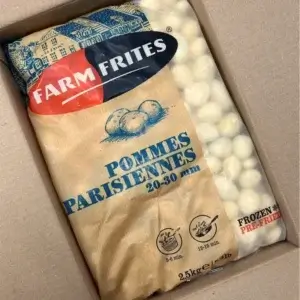 FARM FRITES
POMMES
PARISIENNES
20-30 mm
FROZEN
PRE-FRIED
2.5kg e